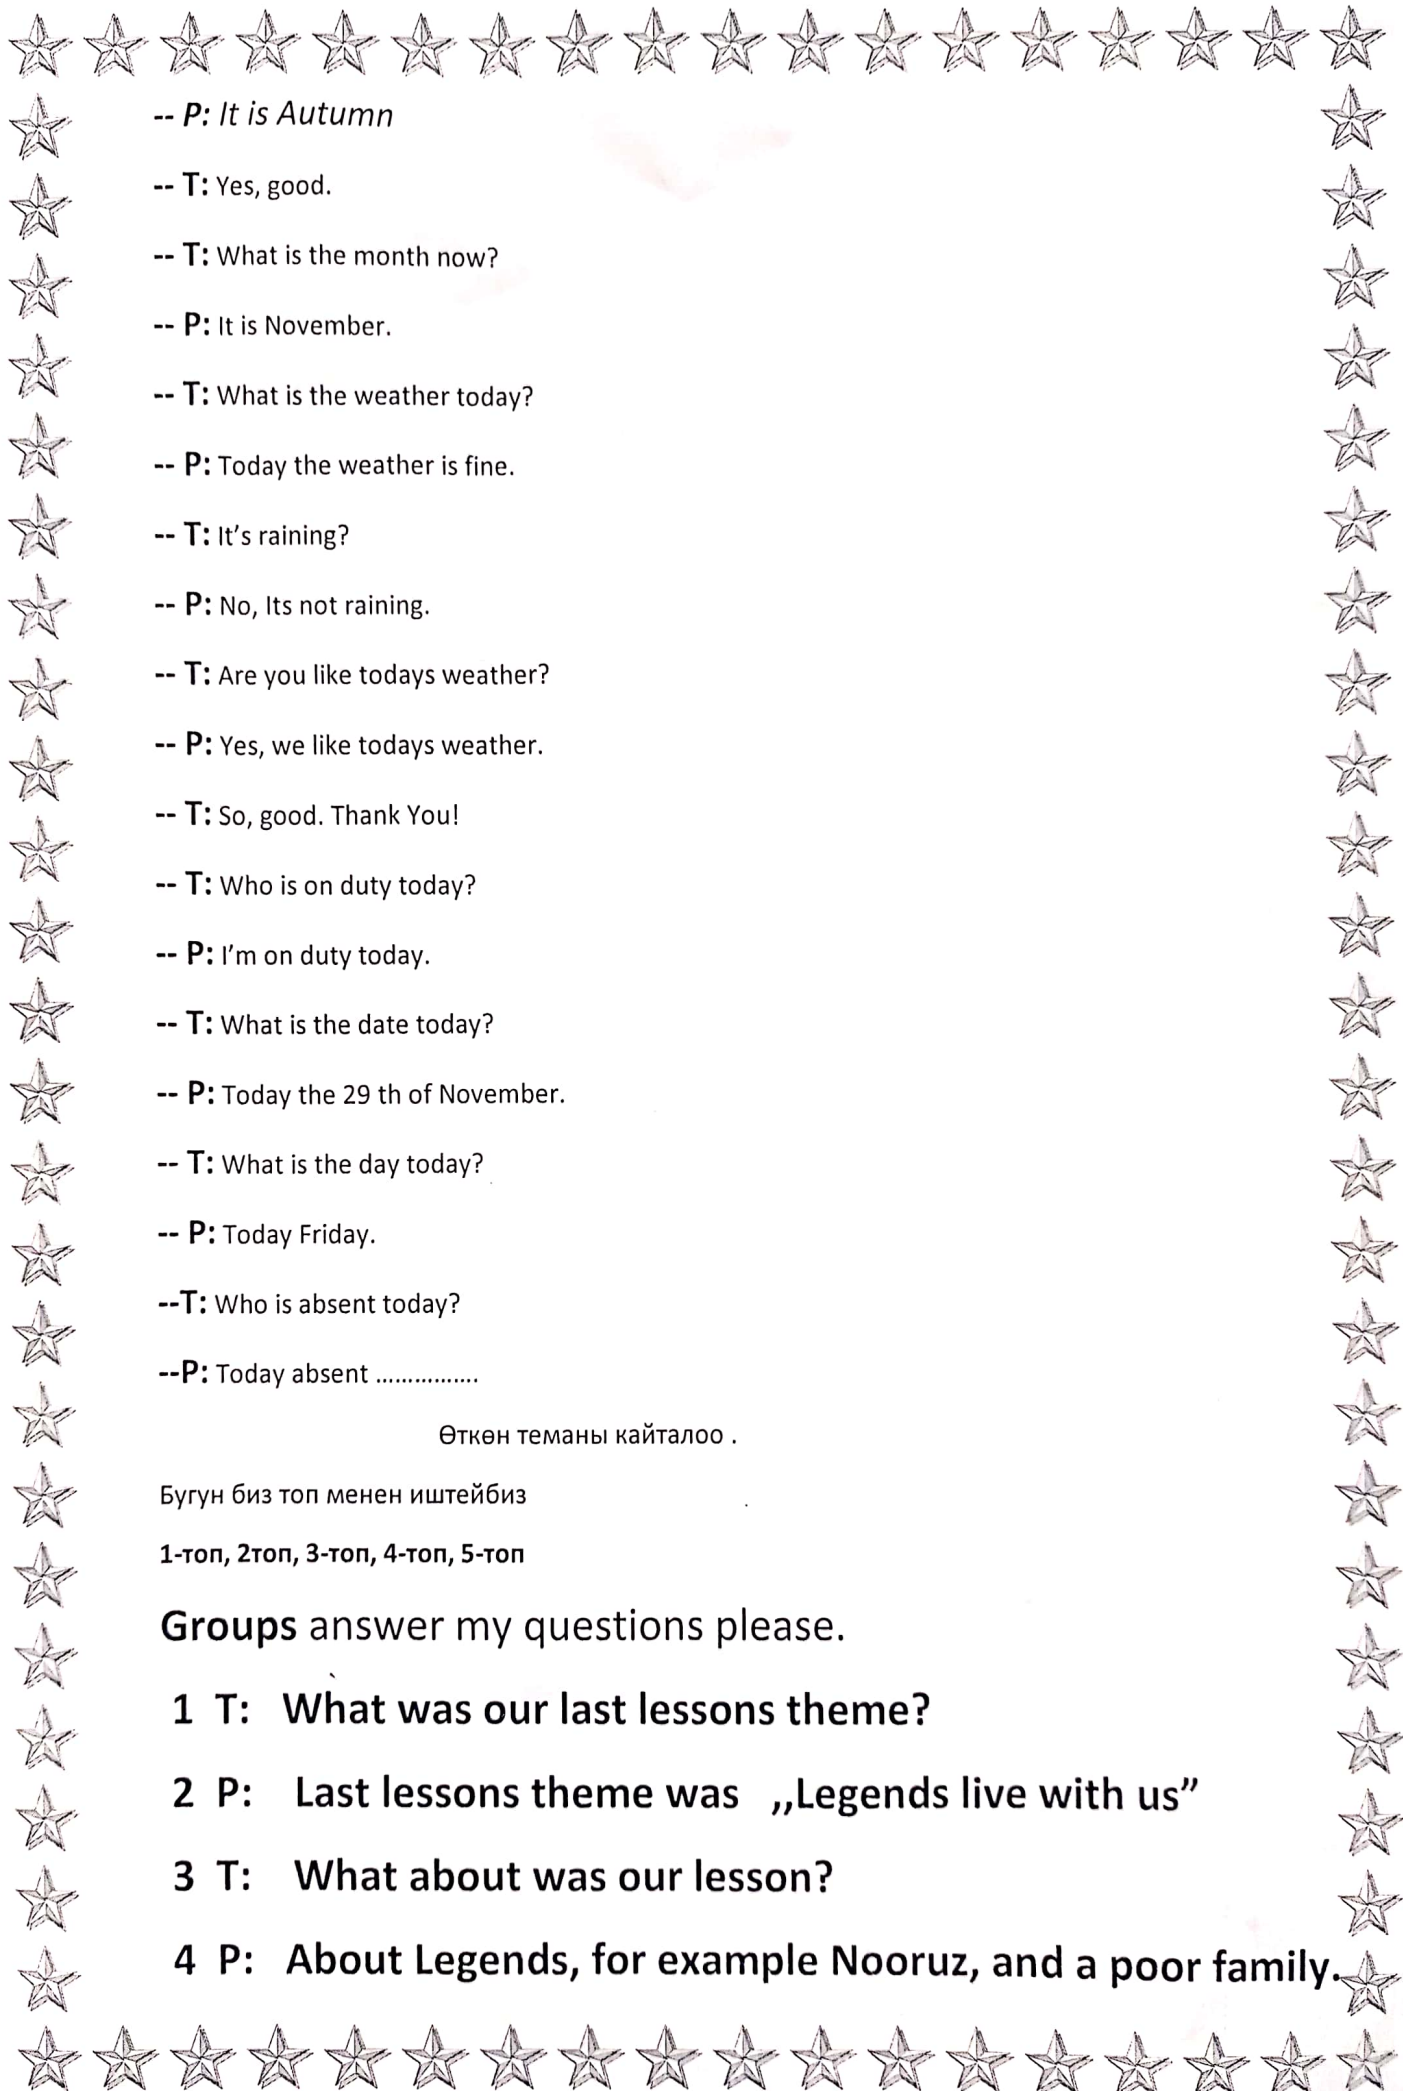 -- P: It is Autumn
-- T: Yes, good.
-- T: What is the month now?
-- P: It is November.
-- T: What is the weather today?
-- P: Today the weather is fine.
-- T: It's raining?
-- P: No, Its not raining.
-- T: Are you like todays weather?
-- P: Yes, we like todays weather.
-- T: So, good. Thank You!
-- T: Who is on duty today?
-- P: I'm on duty today.
-- T: What is the date today?
-- P: Today the 29 th of November.
-- T: What is the day today?
-- P: Today Friday.
--T: Who is absent today?
--P: Today absent ................
Өткөн теманы кайталоо .
Бугун биз топ менен иштейбиз
1-топ, 2топ, 3-топ, 4-топ, 5-топ
Groups answer my questions please.
1 T: What was our last lessons theme?
2 P: Last lessons theme was ,,Legends live with us”
3 T: What about was our lesson?
4 P: About Legends, for example Nooruz, and a poor family.